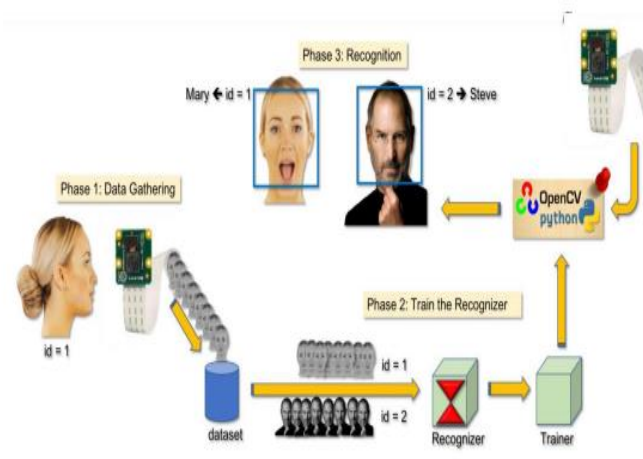 Phase 3: Recognition
Mary ← id = 1
id = 2 → Steve
Phase 1: Data Gathering
OpenCV
python
id = 1
Phase 2: Train the Recognizer
id = 1
id = 2
dataset
Recognizer
Trainer